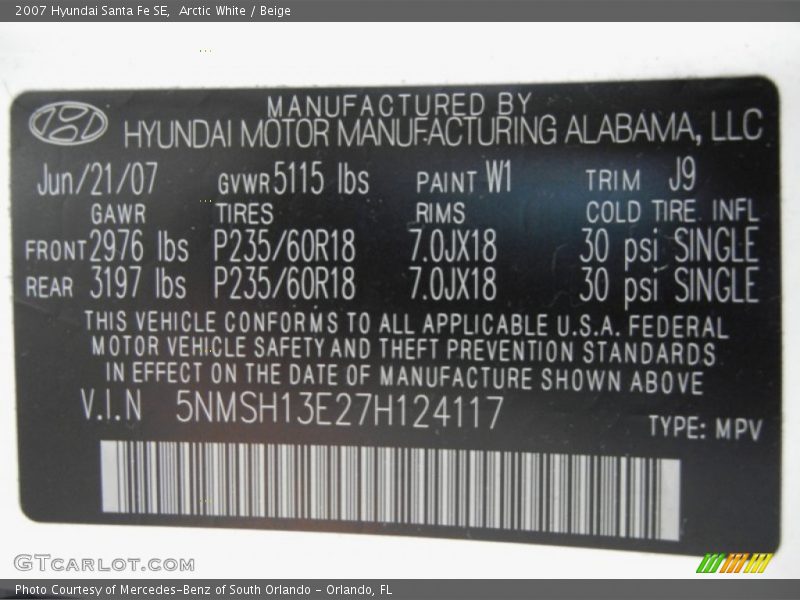 2007 Hyundai Santa Fe SE,  Arctic White / Beige
MANUFACTURED BY
HYUNDAI MOTOR MANUFACTURING ALABAMA, LLC
Jun/21/07 GVWR 5115 lbs PAINT W1 TRIM J9
GAWR TIRES RIMS COLD TIRE INFL
FRONT 2976 lbs P235/60R18 7.0JX18 30 psi SINGLE
REAR 3197 lbs P235/60R18 7.0JX18 30 psi SINGLE
THIS VEHICLE CONFORMS TO ALL APPLICABLE U.S.A. FEDERAL
MOTOR VEHICLE SAFETY AND THEFT PREVENTION STANDARDS
IN EFFECT ON THE DATE OF MANUFACTURE SHOWN ABOVE
V.I.N 5NMSH13E27H124117
TYPE: MPV
GTcarlot.com
Photo Courtesy of Mercedes-Benz of South Orlando - Orlando, FL